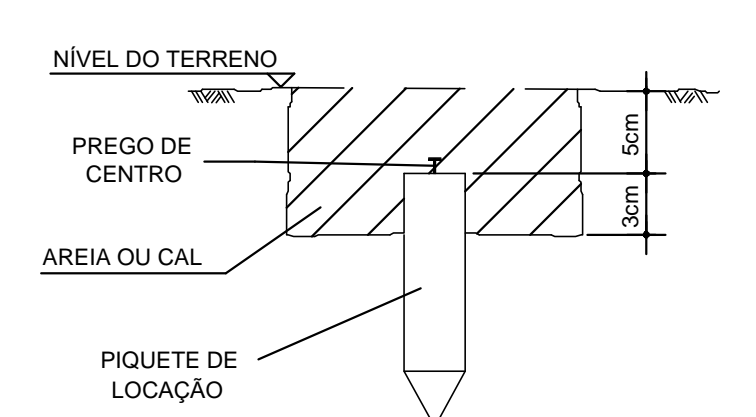 NÍVEL DO TERRENO
PREGO DE
CENTRO
5cm
3cm
AREIA OU CAL
PIQUETE DE
LOCAÇÃO